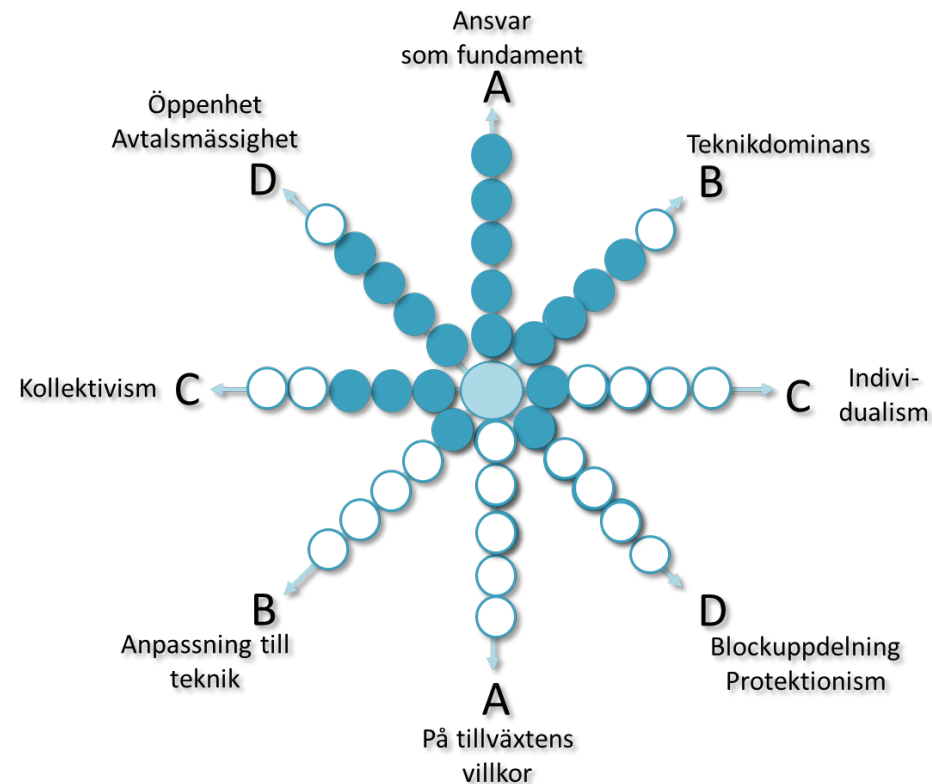 Ansvar
som fundament
A
Öppenhet
Avtalsmässighet
D
Teknikdominans
B
Kollektivism C
C Indivi-
dualism
B
Anpassning till
teknik
D
Blockuppdelning
Protektionism
A
På tillväxtens
villkor